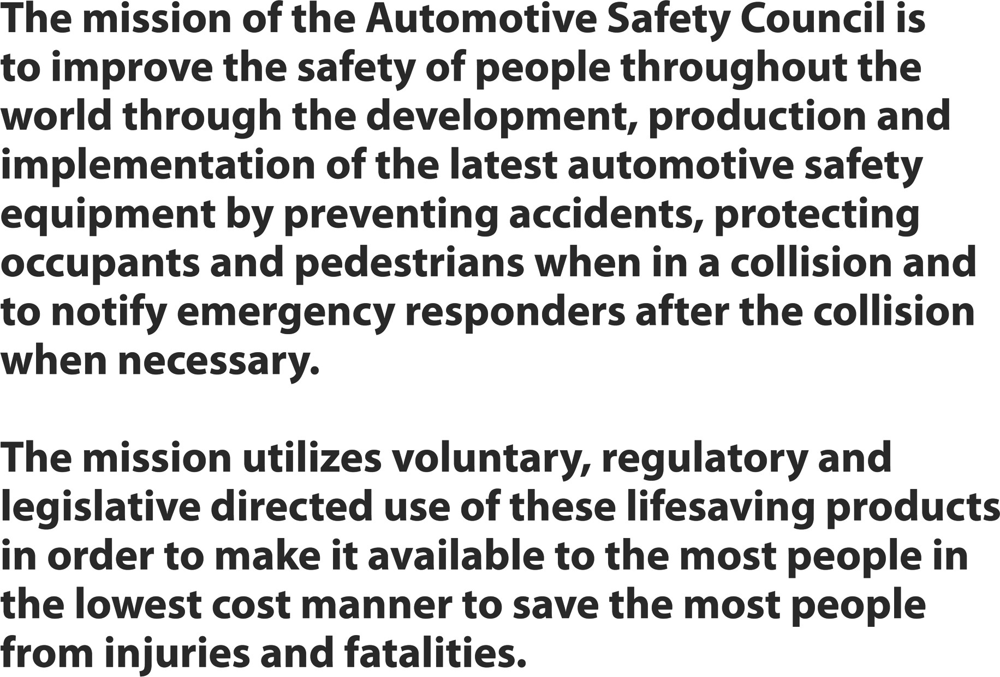 The mission of the Automotive Safety Council is
to improve the safety of people throughout the
world through the development, production and
implementation of the latest automotive safety
equipment by preventing accidents, protecting
occupants and pedestrians when in a collision and
to notify emergency responders after the collision
when necessary.
The mission utilizes voluntary, regulatory and
legislative directed use of these lifesaving products
in order to make it available to the most people in
the lowest cost manner to save the most people
from injuries and fatalities.